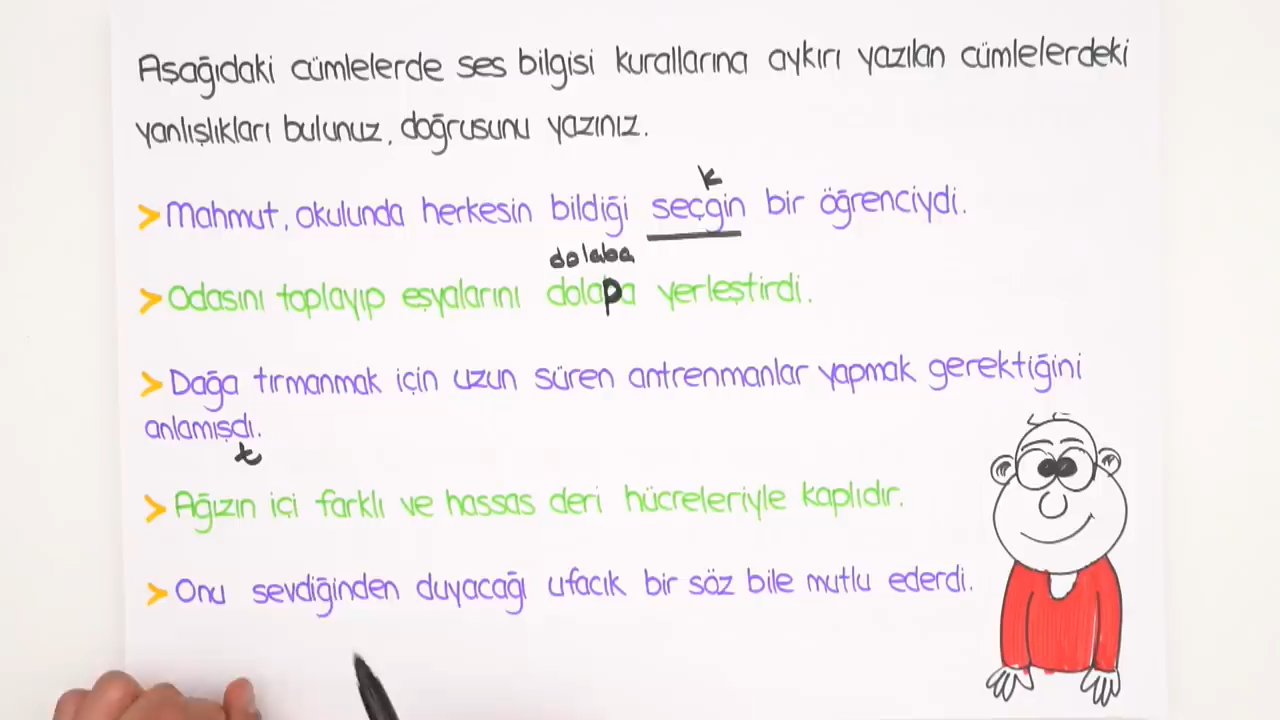 Aşağıdaki cümlelerde ses bilgisi kurallarına aykırı yazılan cümlelerdeki
yanlışlıkları bulunuz, doğrusunu yazınız.
k
➤ Mahmut, okulunda herkesin bildiği seçgin bir öğrenciydi.
dolaba
➤ Odasını toplayıp eşyalarını dolapa yerleştirdi.
➤ Dağa tırmanmak için uzun süren antrenmanlar yapmak gerektiğini
anlamışdı.
t
➤ Ağızın içi farklı ve hassas deri hücreleriyle kaplıdır.
➤ Onu sevdiğinden duyacağı ufacık bir söz bile mutlu ederdi.